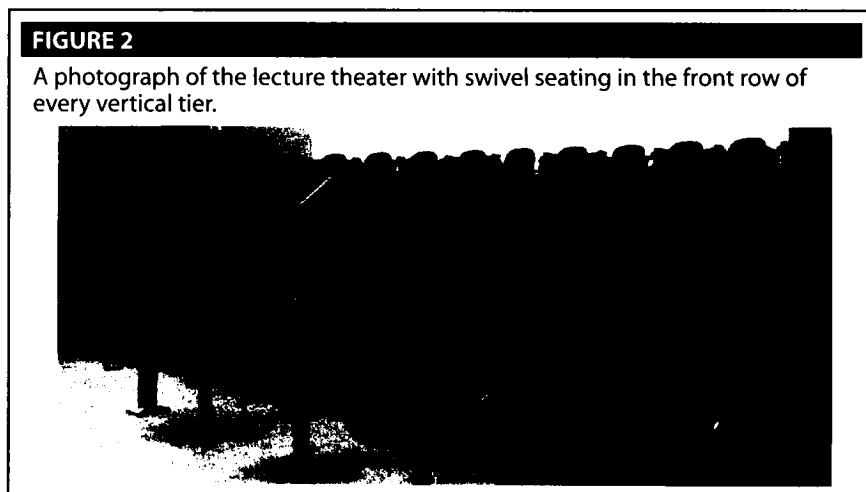 FIGURE 2
A photograph of the lecture theater with swivel seating in the front row of
every vertical tier.